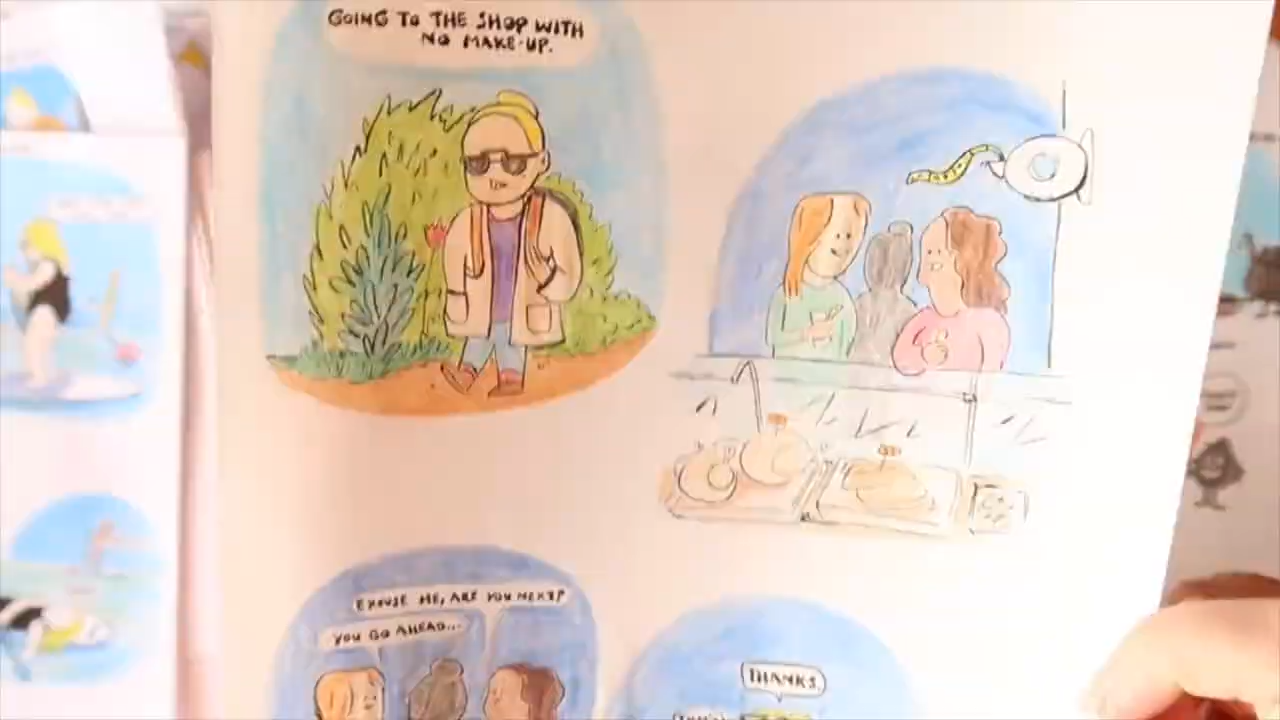 GOING TO THE SHOP WITH
NO MAKE-UP.
EXCUSE ME, ARE YOU NEXT?
YOU GO AHEAD...
THANKS.